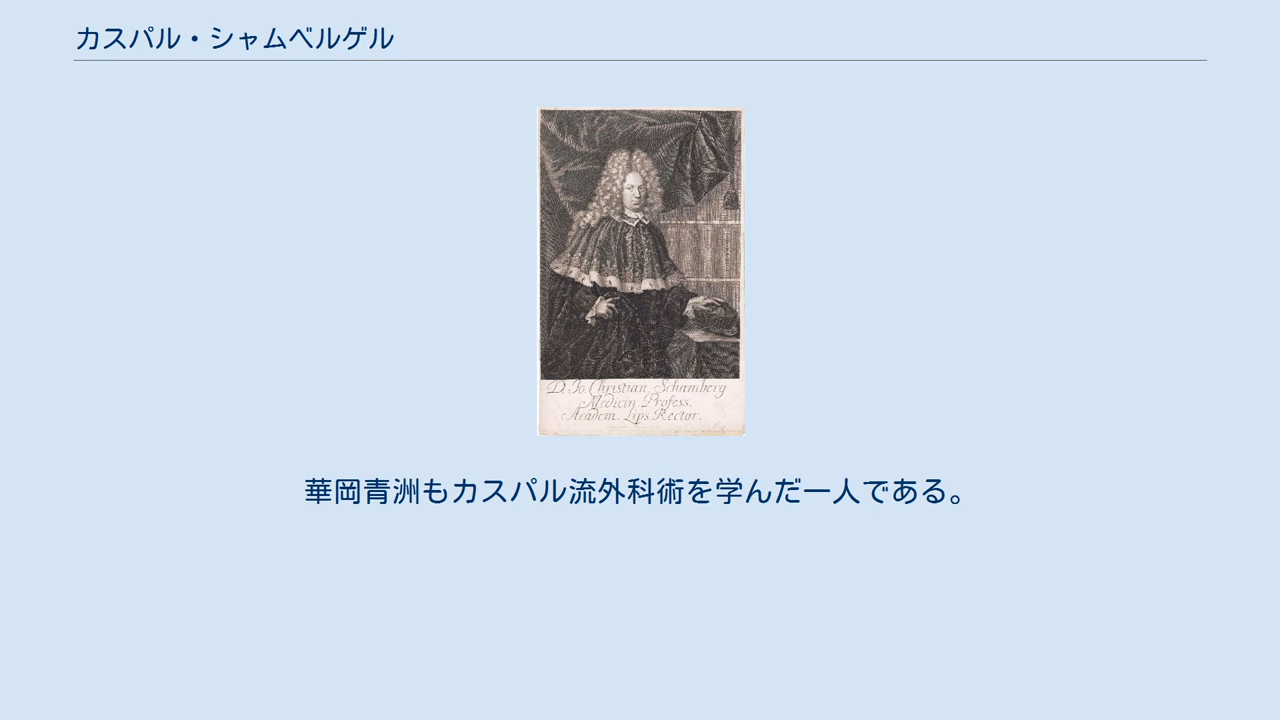 カスパル・シャムベルゲル
D. Jo. Christian Schamberg
Medicin Profess.
Academ. Lips. Rector.
華岡青洲もカスパル流外科術を学んだ一人である。